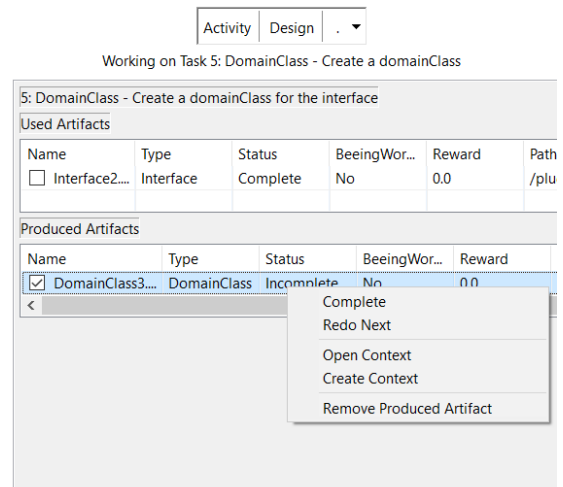 Activity Design .
Working on Task 5: DomainClass - Create a domainClass
5: DomainClass - Create a domainClass for the interface
Used Artifacts
Name Type Status BeeingWor... Reward Path
Interface2.... Interface Complete No 0.0 /plu
Produced Artifacts
Name Type Status BeeingWor... Reward
DomainClass3.... DomainClass Incomplete No 0.0
Complete
Redo Next
Open Context
Create Context
Remove Produced Artifact